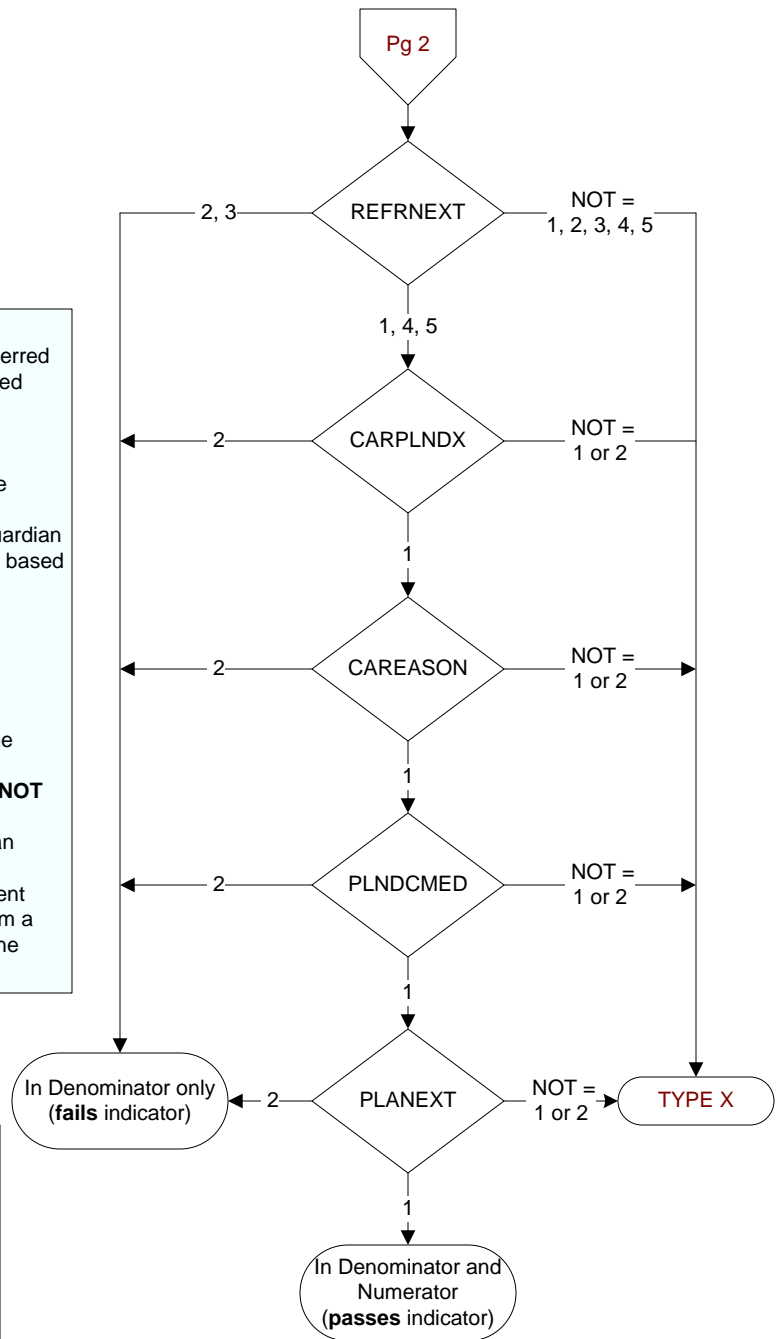 Pg 2
REFRNEXT
2, 3
NOT =
1, 2, 3, 4, 5
1, 4, 5
CARPLNDX
2
NOT =
1 or 2
1
CAREASON
2
NOT =
1 or 2
1
PLNDCMED
2
NOT =
1 or 2
1
PLANEXT
2
NOT =
1 or 2
1
In Denominator only
(fails indicator)
TYPE X
In Denominator and
Numerator
(passes indicator)
erred
ed
e
uardian
based
e
NOT
an
ent
m a
ne